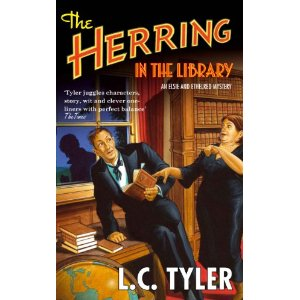 The
HERRING
IN THE LIBRARY
AN ELSIE AND ETHELRED MYSTERY
'Tyler juggles characters,
story, wit and clever one-
liners with perfect balance'
The Times
L.C. TYLER